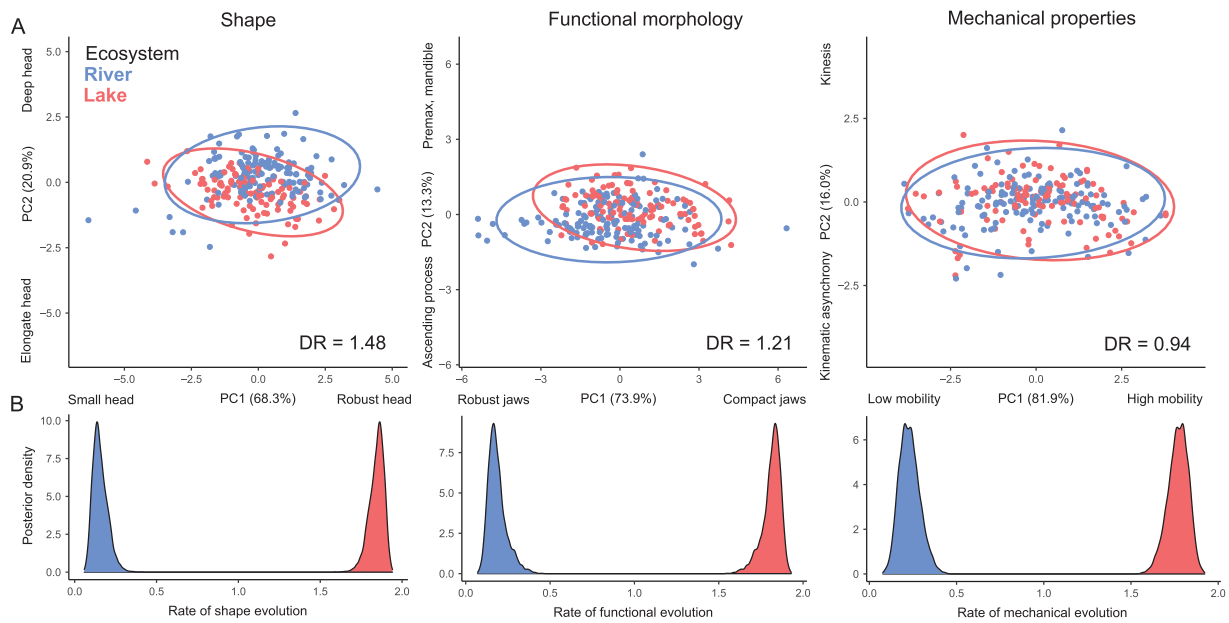 A
Shape
Functional morphology
Mechanical properties
Ecosystem
River
Lake
Deep head
PC2 (20.9%)
Elongate head
5.0
2.5
0.0
−2.5
−5.0
−5.0
−2.5
0.0
2.5
5.0
DR = 1.48
Small head
PC1 (68.3%)
Robust head
Premax, mandible
PC2 (13.3%)
Ascending process
6
3
0
−3
−6
−6
−3
0
3
6
DR = 1.21
Robust jaws
PC1 (73.9%)
Compact jaws
Kinesis
PC2 (16.0%)
Kinematic asynchrony
2.5
0.0
−2.5
−2.5
0.0
2.5
DR = 0.94
Low mobility
PC1 (81.9%)
High mobility
B
Posterior density
10.0
7.5
5.0
2.5
0.0
0.0
0.5
1.0
1.5
2.0
Rate of shape evolution
7.5
5.0
2.5
0.0
0.0
0.5
1.0
1.5
2.0
Rate of functional evolution
6
4
2
0
0.0
0.5
1.0
1.5
2.0
Rate of mechanical evolution